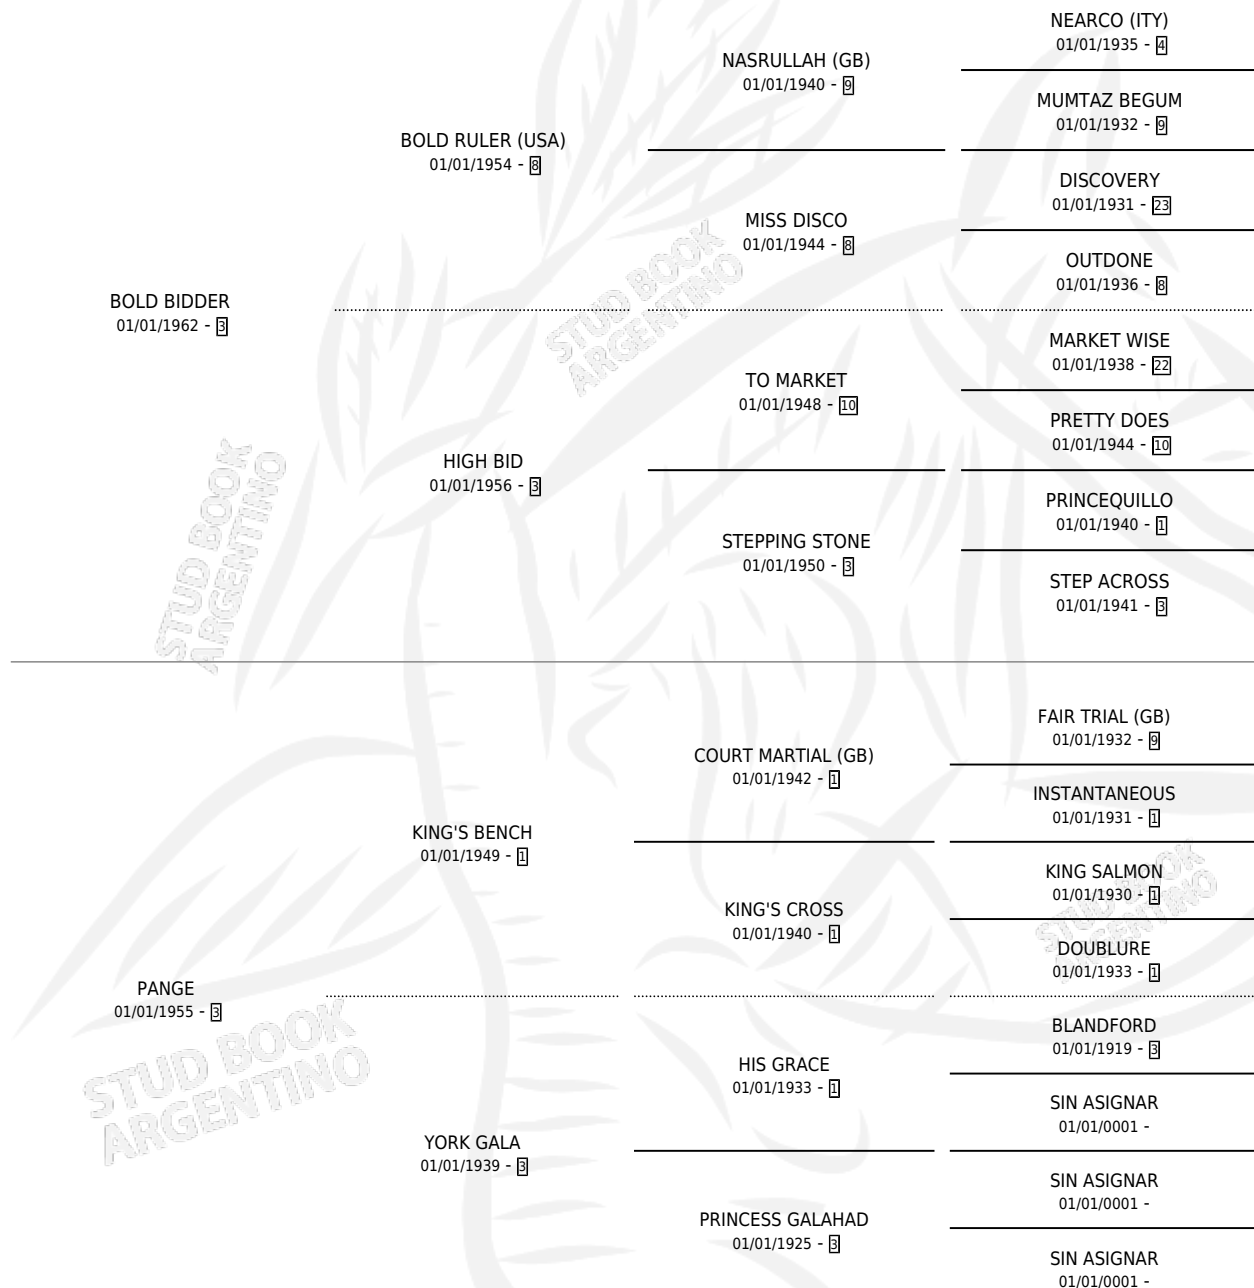 NEARCO (ITY)
01/01/1935 - 4
NASRULLAH (GB)
01/01/1940 - 9
MUMTAZ BEGUM
01/01/1932 - 9
BOLD RULER (USA)
01/01/1954 - 8
DISCOVERY
01/01/1931 - 23
MISS DISCO
01/01/1944 - 8
OUTDONE
01/01/1936 - 8
BOLD BIDDER
01/01/1962 - 3
MARKET WISE
01/01/1938 - 22
TO MARKET
01/01/1948 - 10
PRETTY DOES
01/01/1944 - 10
HIGH BID
01/01/1956 - 3
PRINCEQUILLO
01/01/1940 - 1
STEPPING STONE
01/01/1950 - 3
STEP ACROSS
01/01/1941 - 3
FAIR TRIAL (GB)
01/01/1932 - 9
COURT MARTIAL (GB)
01/01/1942 - 1
INSTANTANEOUS
01/01/1931 - 1
KING'S BENCH
01/01/1949 - 1
KING SALMON
01/01/1930 - 1
KING'S CROSS
01/01/1940 - 1
DOUBLURE
01/01/1933 - 1
PANGE
01/01/1955 - 3
BLANDFORD
01/01/1919 - 3
HIS GRACE
01/01/1933 - 1
SIN ASIGNAR
01/01/0001 -
YORK GALA
01/01/1939 - 3
SIN ASIGNAR
01/01/0001 -
PRINCESS GALAHAD
01/01/1925 - 3
SIN ASIGNAR
01/01/0001 -
STUD BOOK
ARGENTINO
STUD BOOK
ARGENTINO
STUD BOOK
ARGENTINO
STUD BOOK
ARGENTINO